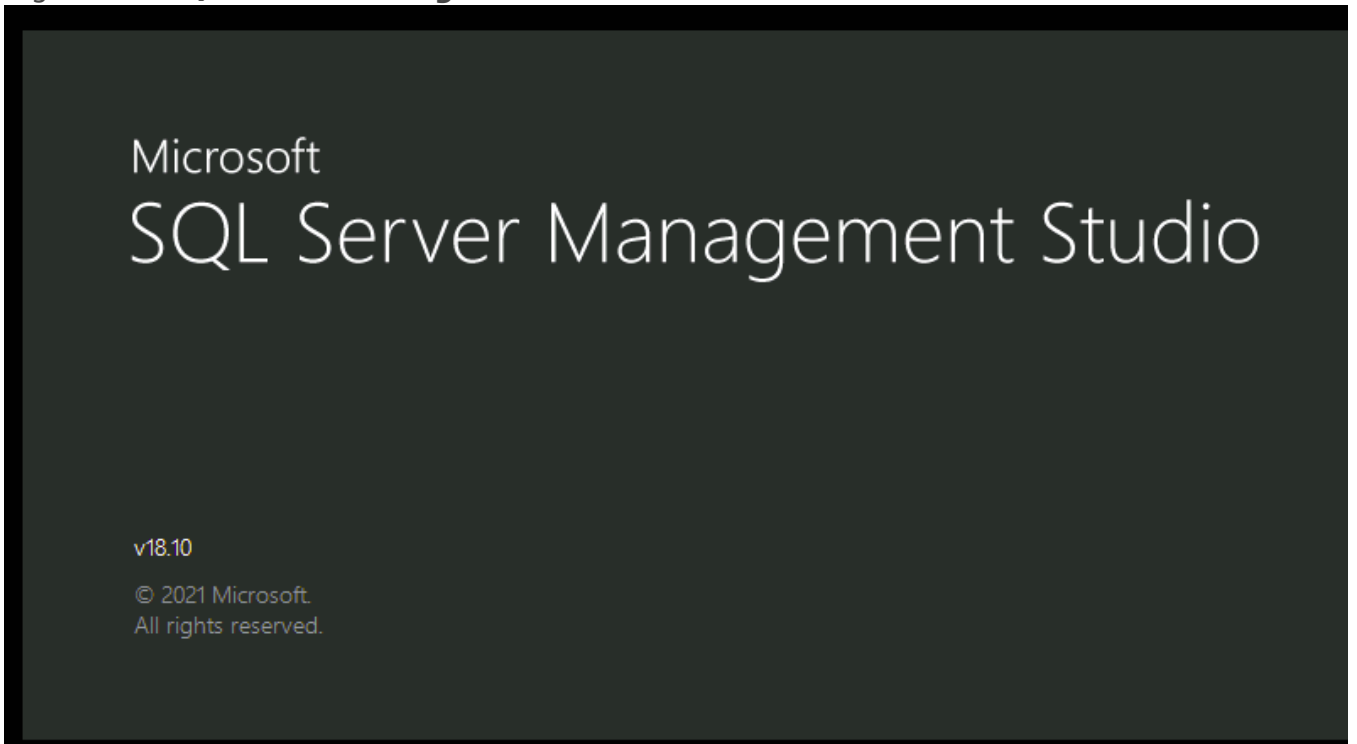 Microsoft
SQL Server Management Studio
v18.10
© 2021 Microsoft.
All rights reserved.